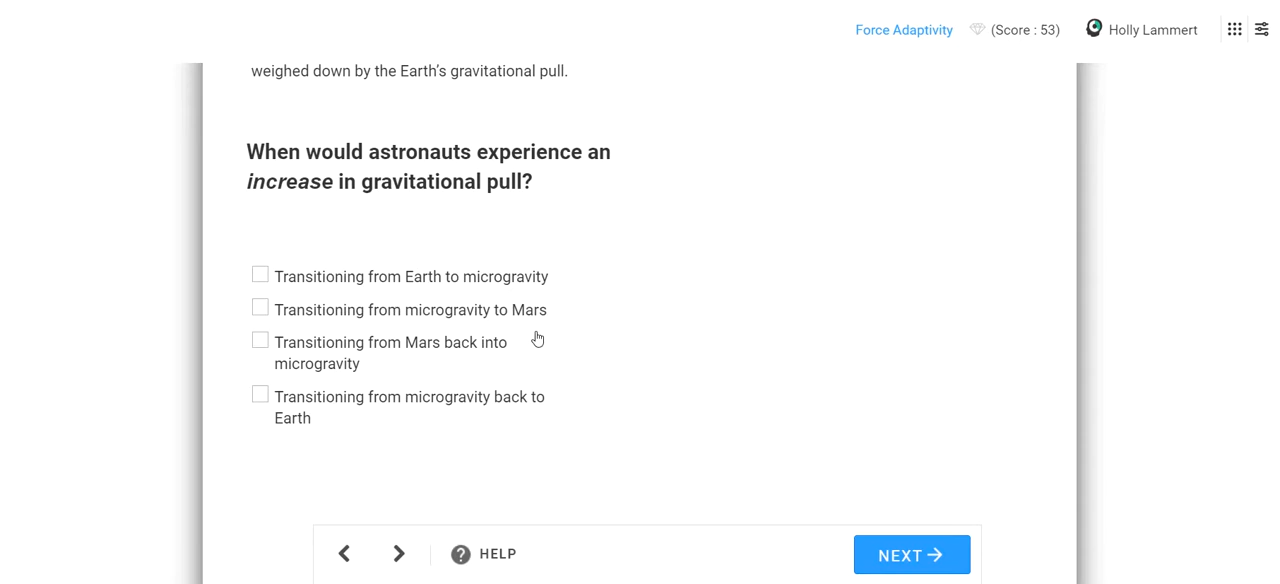 Force Adaptivity (Score : 53) Holly Lammert
weighed down by the Earth’s gravitational pull.
When would astronauts experience an
increase in gravitational pull?
Transitioning from Earth to microgravity
Transitioning from microgravity to Mars
Transitioning from Mars back into
microgravity
Transitioning from microgravity back to
Earth
? HELP
NEXT